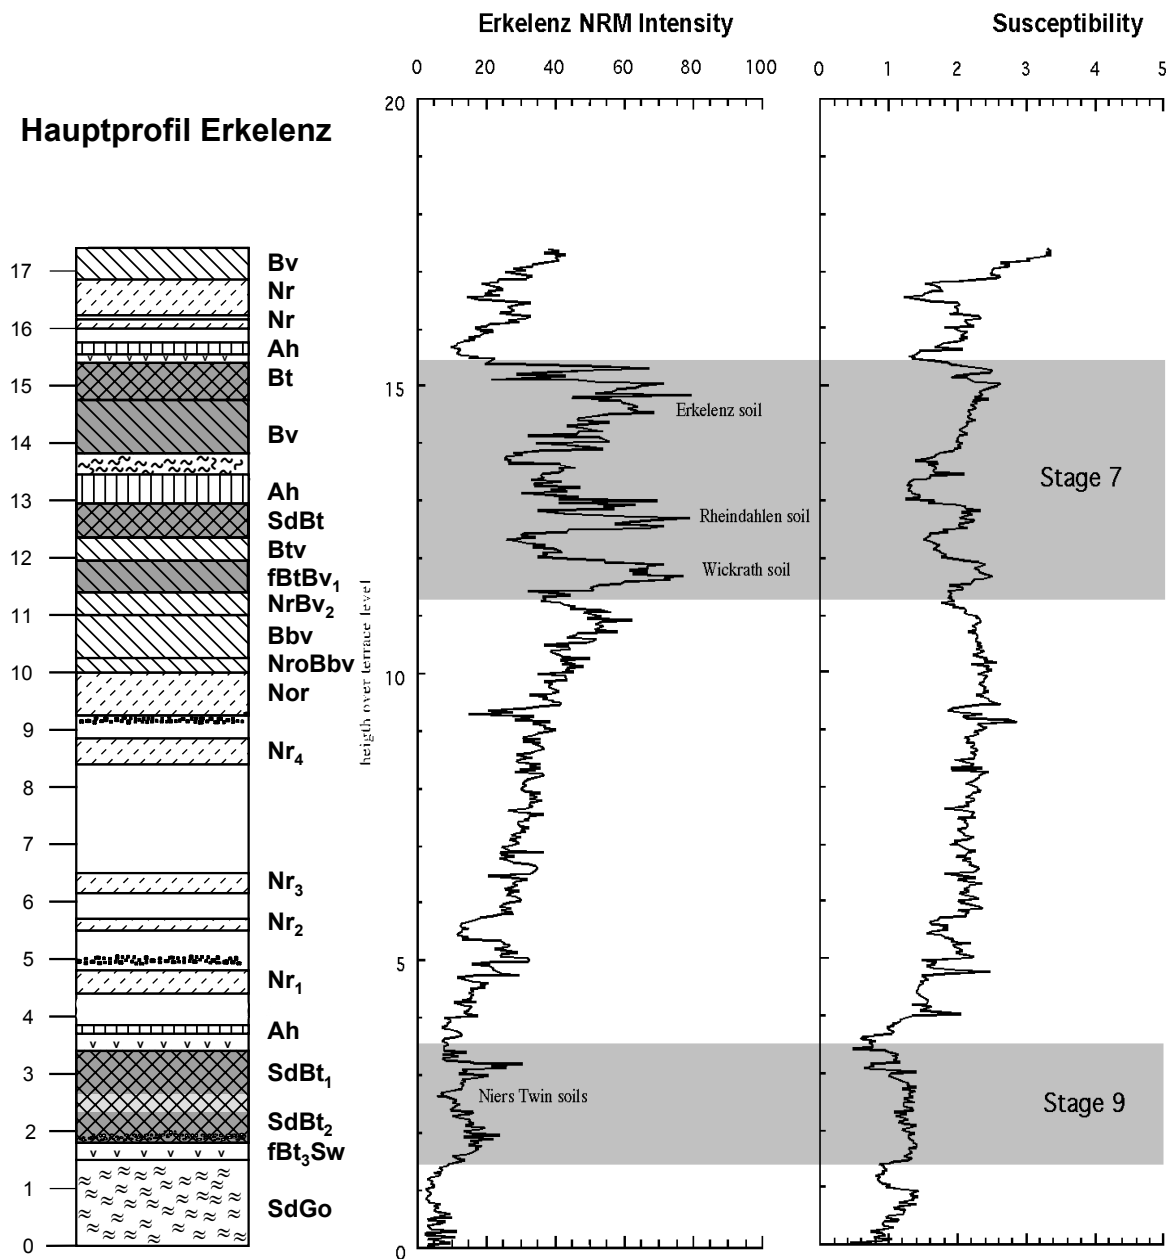 Erkelenz NRM Intensity
Susceptibility
0 20 40 60 80 100
0 1 2 3 4 5
Hauptprofil Erkelenz
20
15
10
5
0
heigth over terrace level
17
16
15
14
13
12
11
10
9
8
7
6
5
4
3
2
1
0
Bv
Nr
Nr
Ah
Bt
Bv
Ah
SdBt
Btv
fBtBv₁
NrBv₂
Bbv
NroBbv
Nor
Nr₄
Nr₃
Nr₂
Nr₁
Ah
SdBt₁
SdBt₂
fBt₃Sw
SdGo
Erkelenz soil
Rheindahlen soil
Wickrath soil
Niers Twin soils
Stage 7
Stage 9